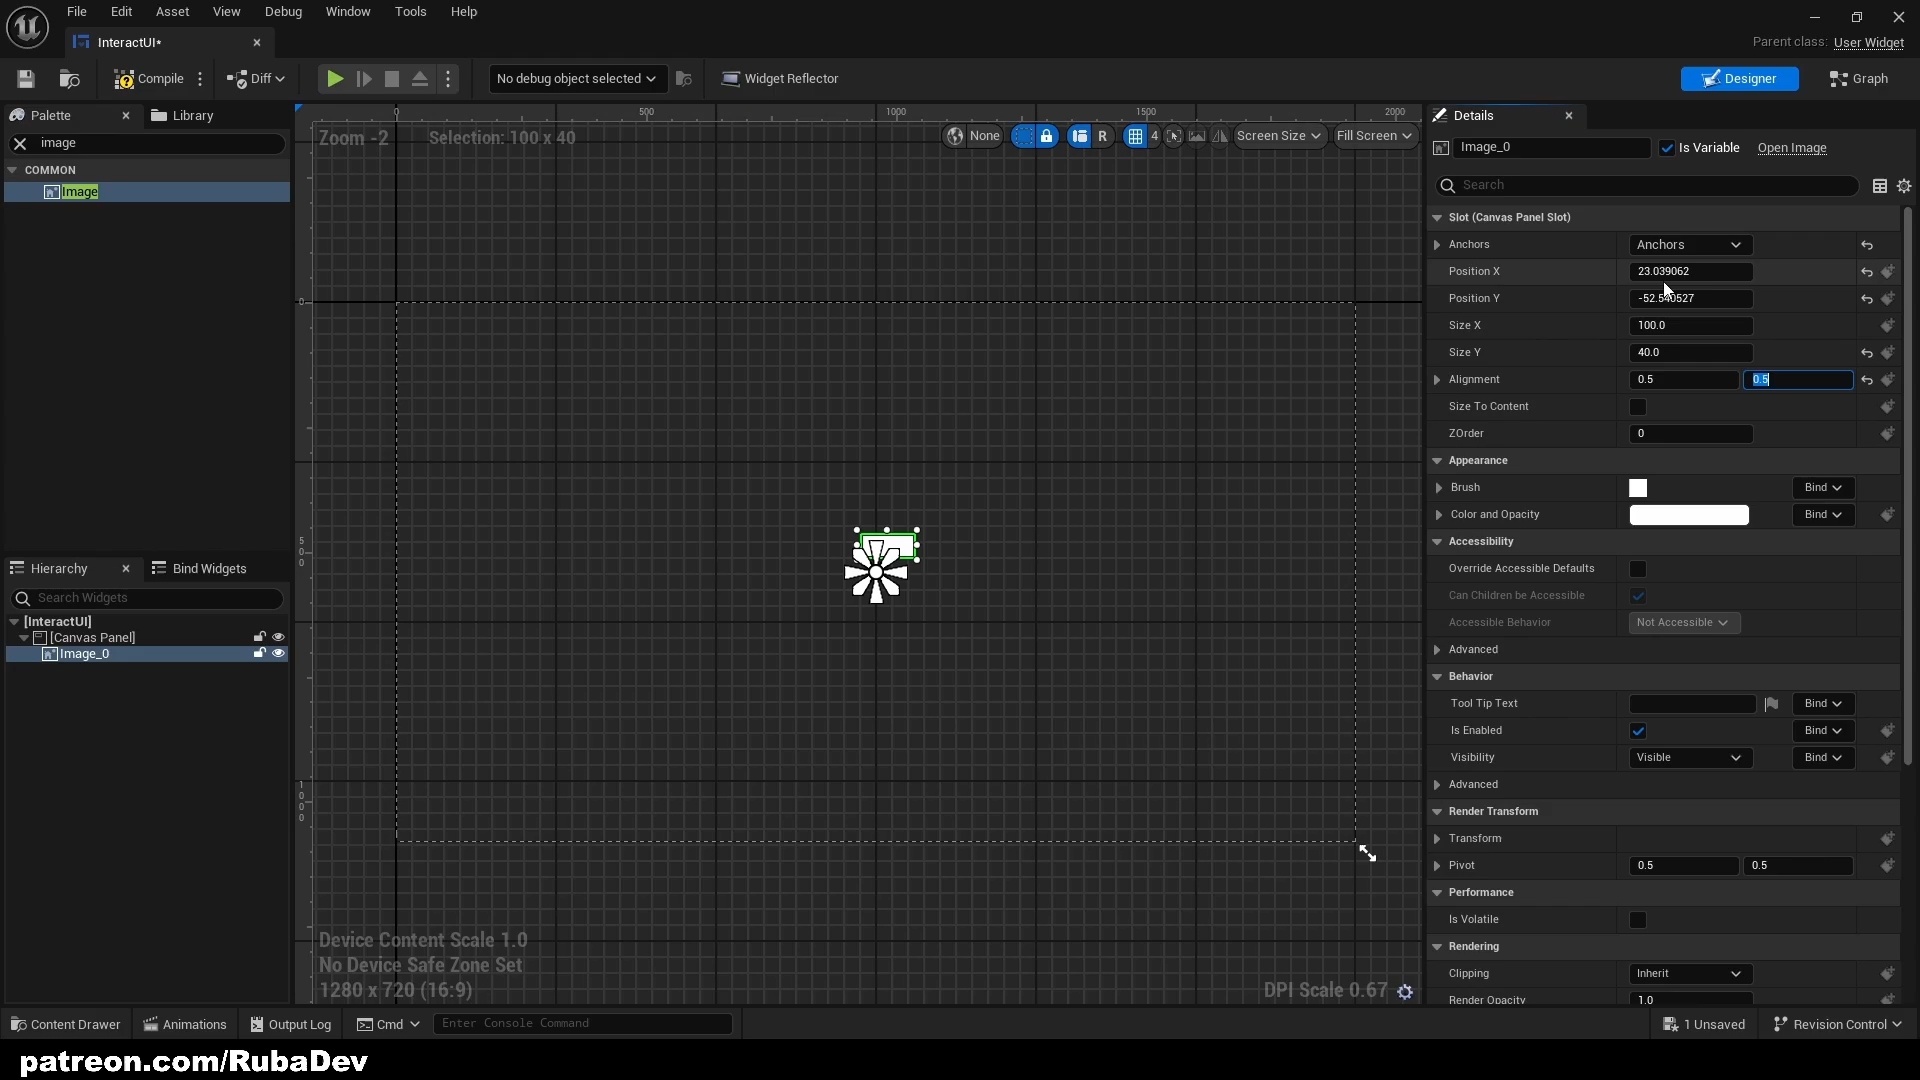 File Edit Asset View Debug Window Tools Help
InteractUI*
Parent class: User Widget
Compile Diff No debug object selected Widget Reflector Designer Graph
Palette Library
image
COMMON
Image
Hierarchy Bind Widgets
Search Widgets
[InteractUI]
[Canvas Panel]
Image_0
0 500 1000 1500 2000
Zoom -2 Selection: 100 x 40
None R 4 Screen Size Fill Screen
0
500
1000
Device Content Scale 1.0
No Device Safe Zone Set
1280 x 720 (16:9)
DPI Scale 0.67
Details
Image_0 Is Variable Open Image
Search
Slot (Canvas Panel Slot)
Anchors Anchors
Position X 23.039062
Position Y
Size X 100.0
Size Y 40.0
Alignment 0.5 0.5
Size To Content
ZOrder 0
Appearance
Brush Bind
Color and Opacity Bind
Accessibility
Override Accessible Defaults
Can Children be Accessible
Accessible Behavior Not Accessible
Advanced
Behavior
Tool Tip Text Bind
Is Enabled Bind
Visibility Visible Bind
Advanced
Render Transform
Transform
Pivot 0.5 0.5
Performance
Is Volatile
Rendering
Clipping Inherit
Render Opacity 1.0
Content Drawer Animations Output Log Cmd Enter Console Command 1 Unsaved Revision Control
patreon.com/RubaDev